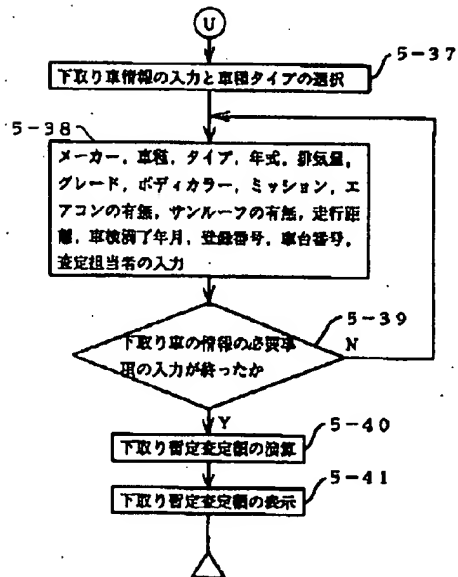 U
5-37
下取り車情報の入力と車種タイプの選択
5-38
メーカー，車種，タイプ，年式，排気量，
グレード，ボディカラー，ミッション，エ
アコンの有無，サンルーフの有無，走行距
離，車検満了年月，登録番号，車台番号，
査定担当者の入力
5-39
下取り車の情報の必要事
項の入力が終ったか
N
Y
5-40
下取り暫定査定額の演算
5-41
下取り暫定査定額の表示